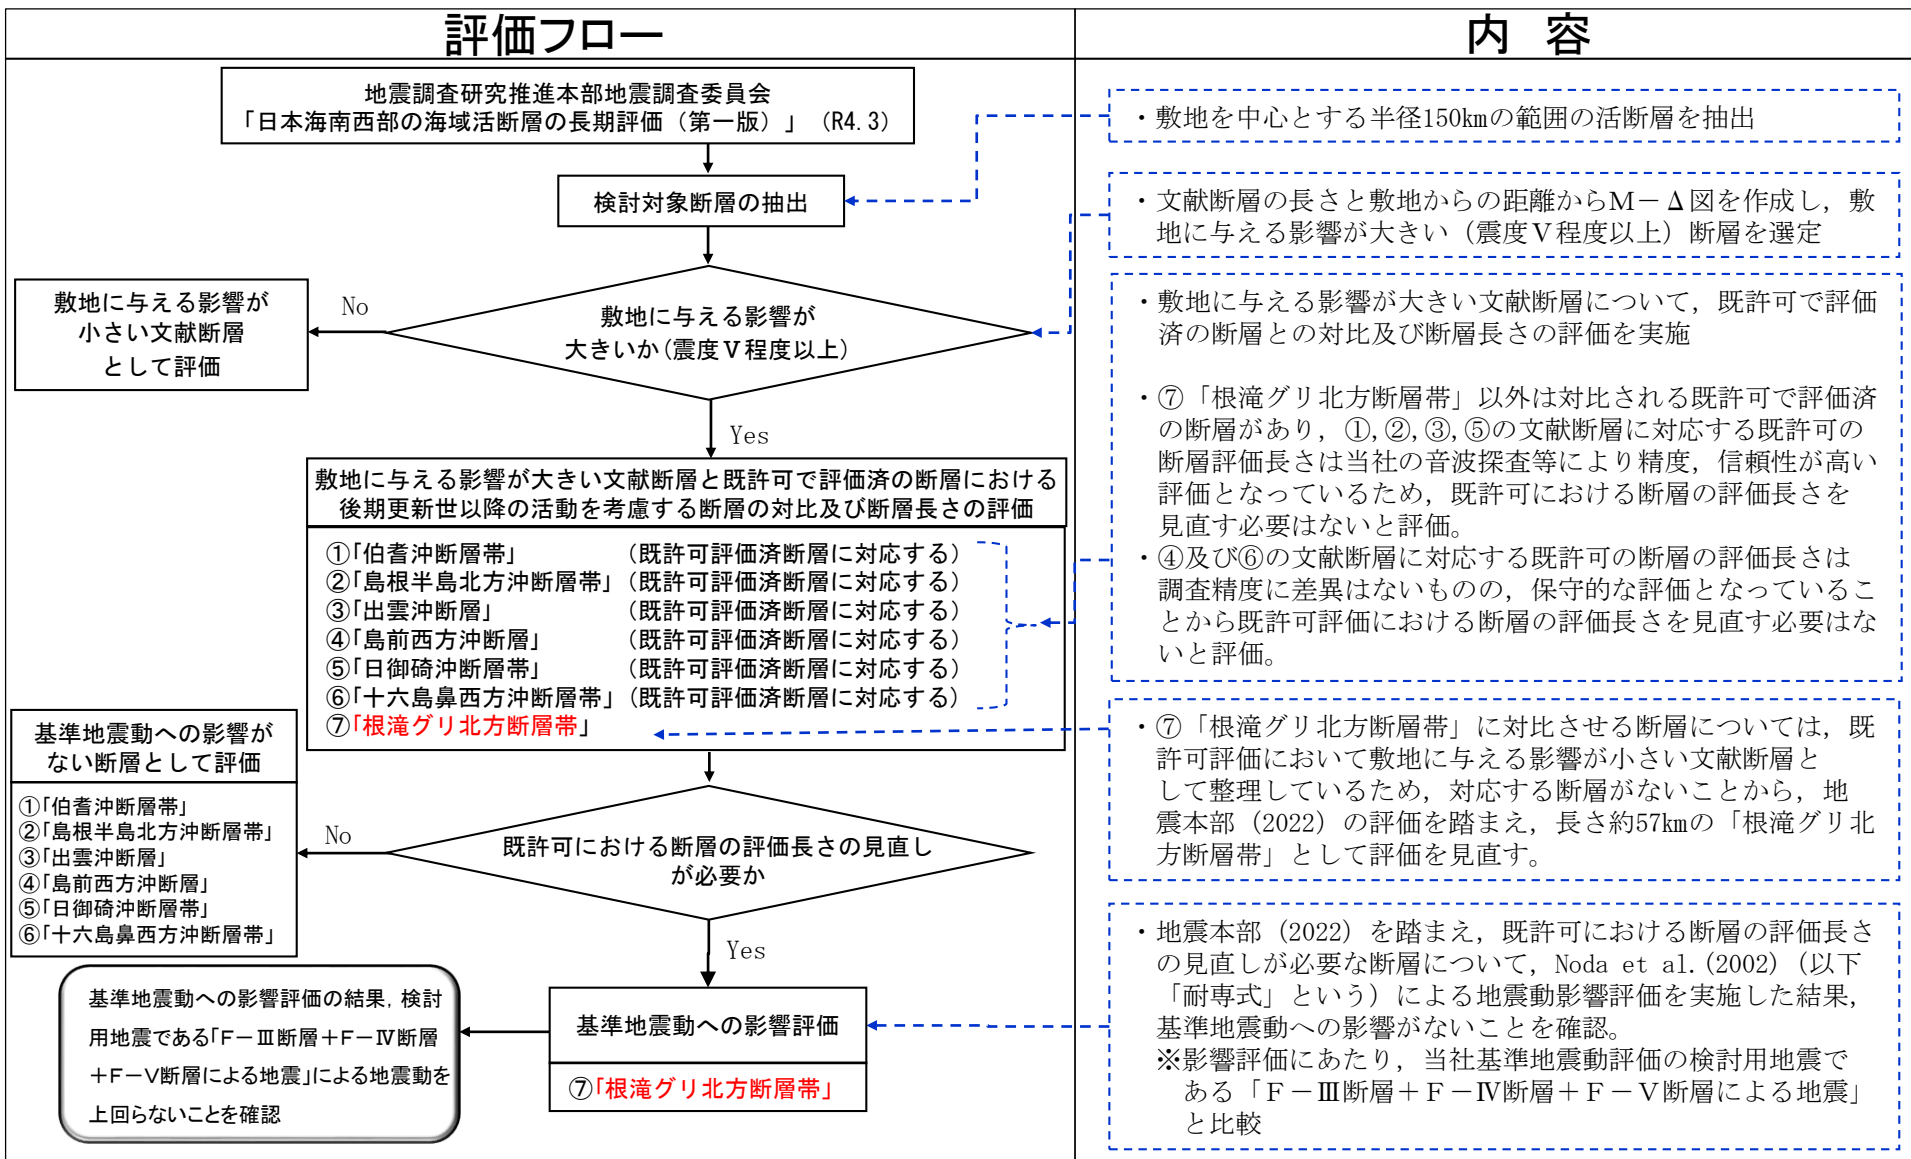 評価フロー
内 容
地震調査研究推進本部地震調査委員会
「日本海南西部の海域活断層の長期評価（第一版）」（R4.3）
・敷地を中心とする半径150㎞の範囲の活断層を抽出
検討対象断層の抽出
・文献断層の長さと敷地からの距離からM－Δ図を作成し，敷
地に与える影響が大きい（震度Ⅴ程度以上）断層を選定
敷地に与える影響が
大きいか(震度Ⅴ程度以上)
No
敷地に与える影響が
小さい文献断層
として評価
Yes
・敷地に与える影響が大きい文献断層について，既許可で評価
済の断層との対比及び断層長さの評価を実施
・⑦「根滝グリ北方断層帯」以外は対比される既許可で評価済
の断層があり，①,②,③,⑤の文献断層に対応する既許可の
断層評価長さは当社の音波探査等により精度，信頼性が高い
評価となっているため，既許可における断層の評価長さを
見直す必要はないと評価。
・④及び⑥の文献断層に対応する既許可の断層の評価長さは
調査精度に差異はないものの，保守的な評価となっているこ
とから既許可評価における断層の評価長さを見直す必要はな
いと評価。
敷地に与える影響が大きい文献断層と既許可で評価済の断層における
後期更新世以降の活動を考慮する断層の対比及び断層長さの評価
①「伯耆沖断層帯」 （既許可評価済断層に対応する）
②「島根半島北方沖断層帯」（既許可評価済断層に対応する）
③「出雲沖断層」 （既許可評価済断層に対応する）
④「島前西方沖断層」 （既許可評価済断層に対応する）
⑤「日御碕沖断層帯」 （既許可評価済断層に対応する）
⑥「十六島鼻西方沖断層帯」（既許可評価済断層に対応する）
⑦「根滝グリ北方断層帯」
・⑦「根滝グリ北方断層帯」に対比させる断層については，既
許可評価において敷地に与える影響が小さい文献断層と
して整理しているため，対応する断層がないことから，地
震本部（2022）の評価を踏まえ，長さ約57㎞の「根滝グリ北
方断層帯」として評価を見直す。
既許可における断層の評価長さの見直し
が必要か
No
基準地震動への影響が
ない断層として評価
①「伯耆沖断層帯」
②「島根半島北方沖断層帯」
③「出雲沖断層」
④「島前西方沖断層」
⑤「日御碕沖断層帯」
⑥「十六島鼻西方沖断層帯」
Yes
基準地震動への影響評価
⑦「根滝グリ北方断層帯」
・地震本部（2022）を踏まえ，既許可における断層の評価長さ
の見直しが必要な断層について，Noda et al.(2002)（以下
「耐専式」という）による地震動影響評価を実施した結果，
基準地震動への影響がないことを確認。
※影響評価にあたり，当社基準地震動評価の検討用地震で
ある「Ｆ－Ⅲ断層＋Ｆ－Ⅳ断層＋Ｆ－Ⅴ断層による地震」
と比較
基準地震動への影響評価の結果，検討
用地震である「Ｆ－Ⅲ断層＋Ｆ－Ⅳ断層
＋Ｆ－Ⅴ断層による地震」による地震動を
上回らないことを確認